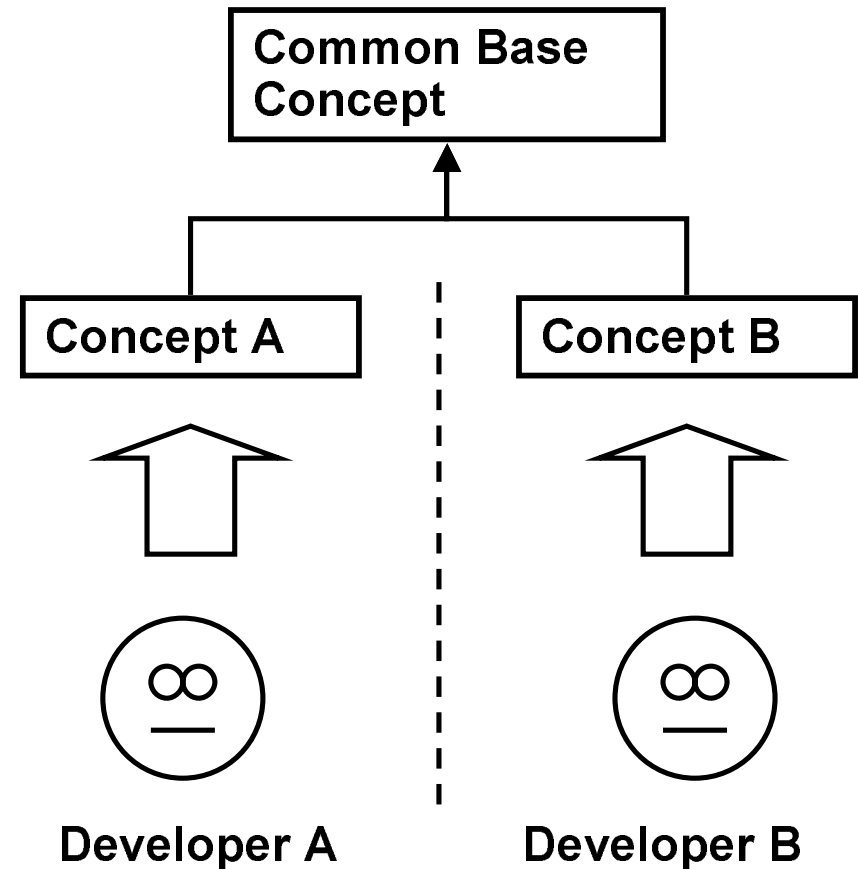 Common Base
Concept
Concept A
Concept B
Developer A
Developer B